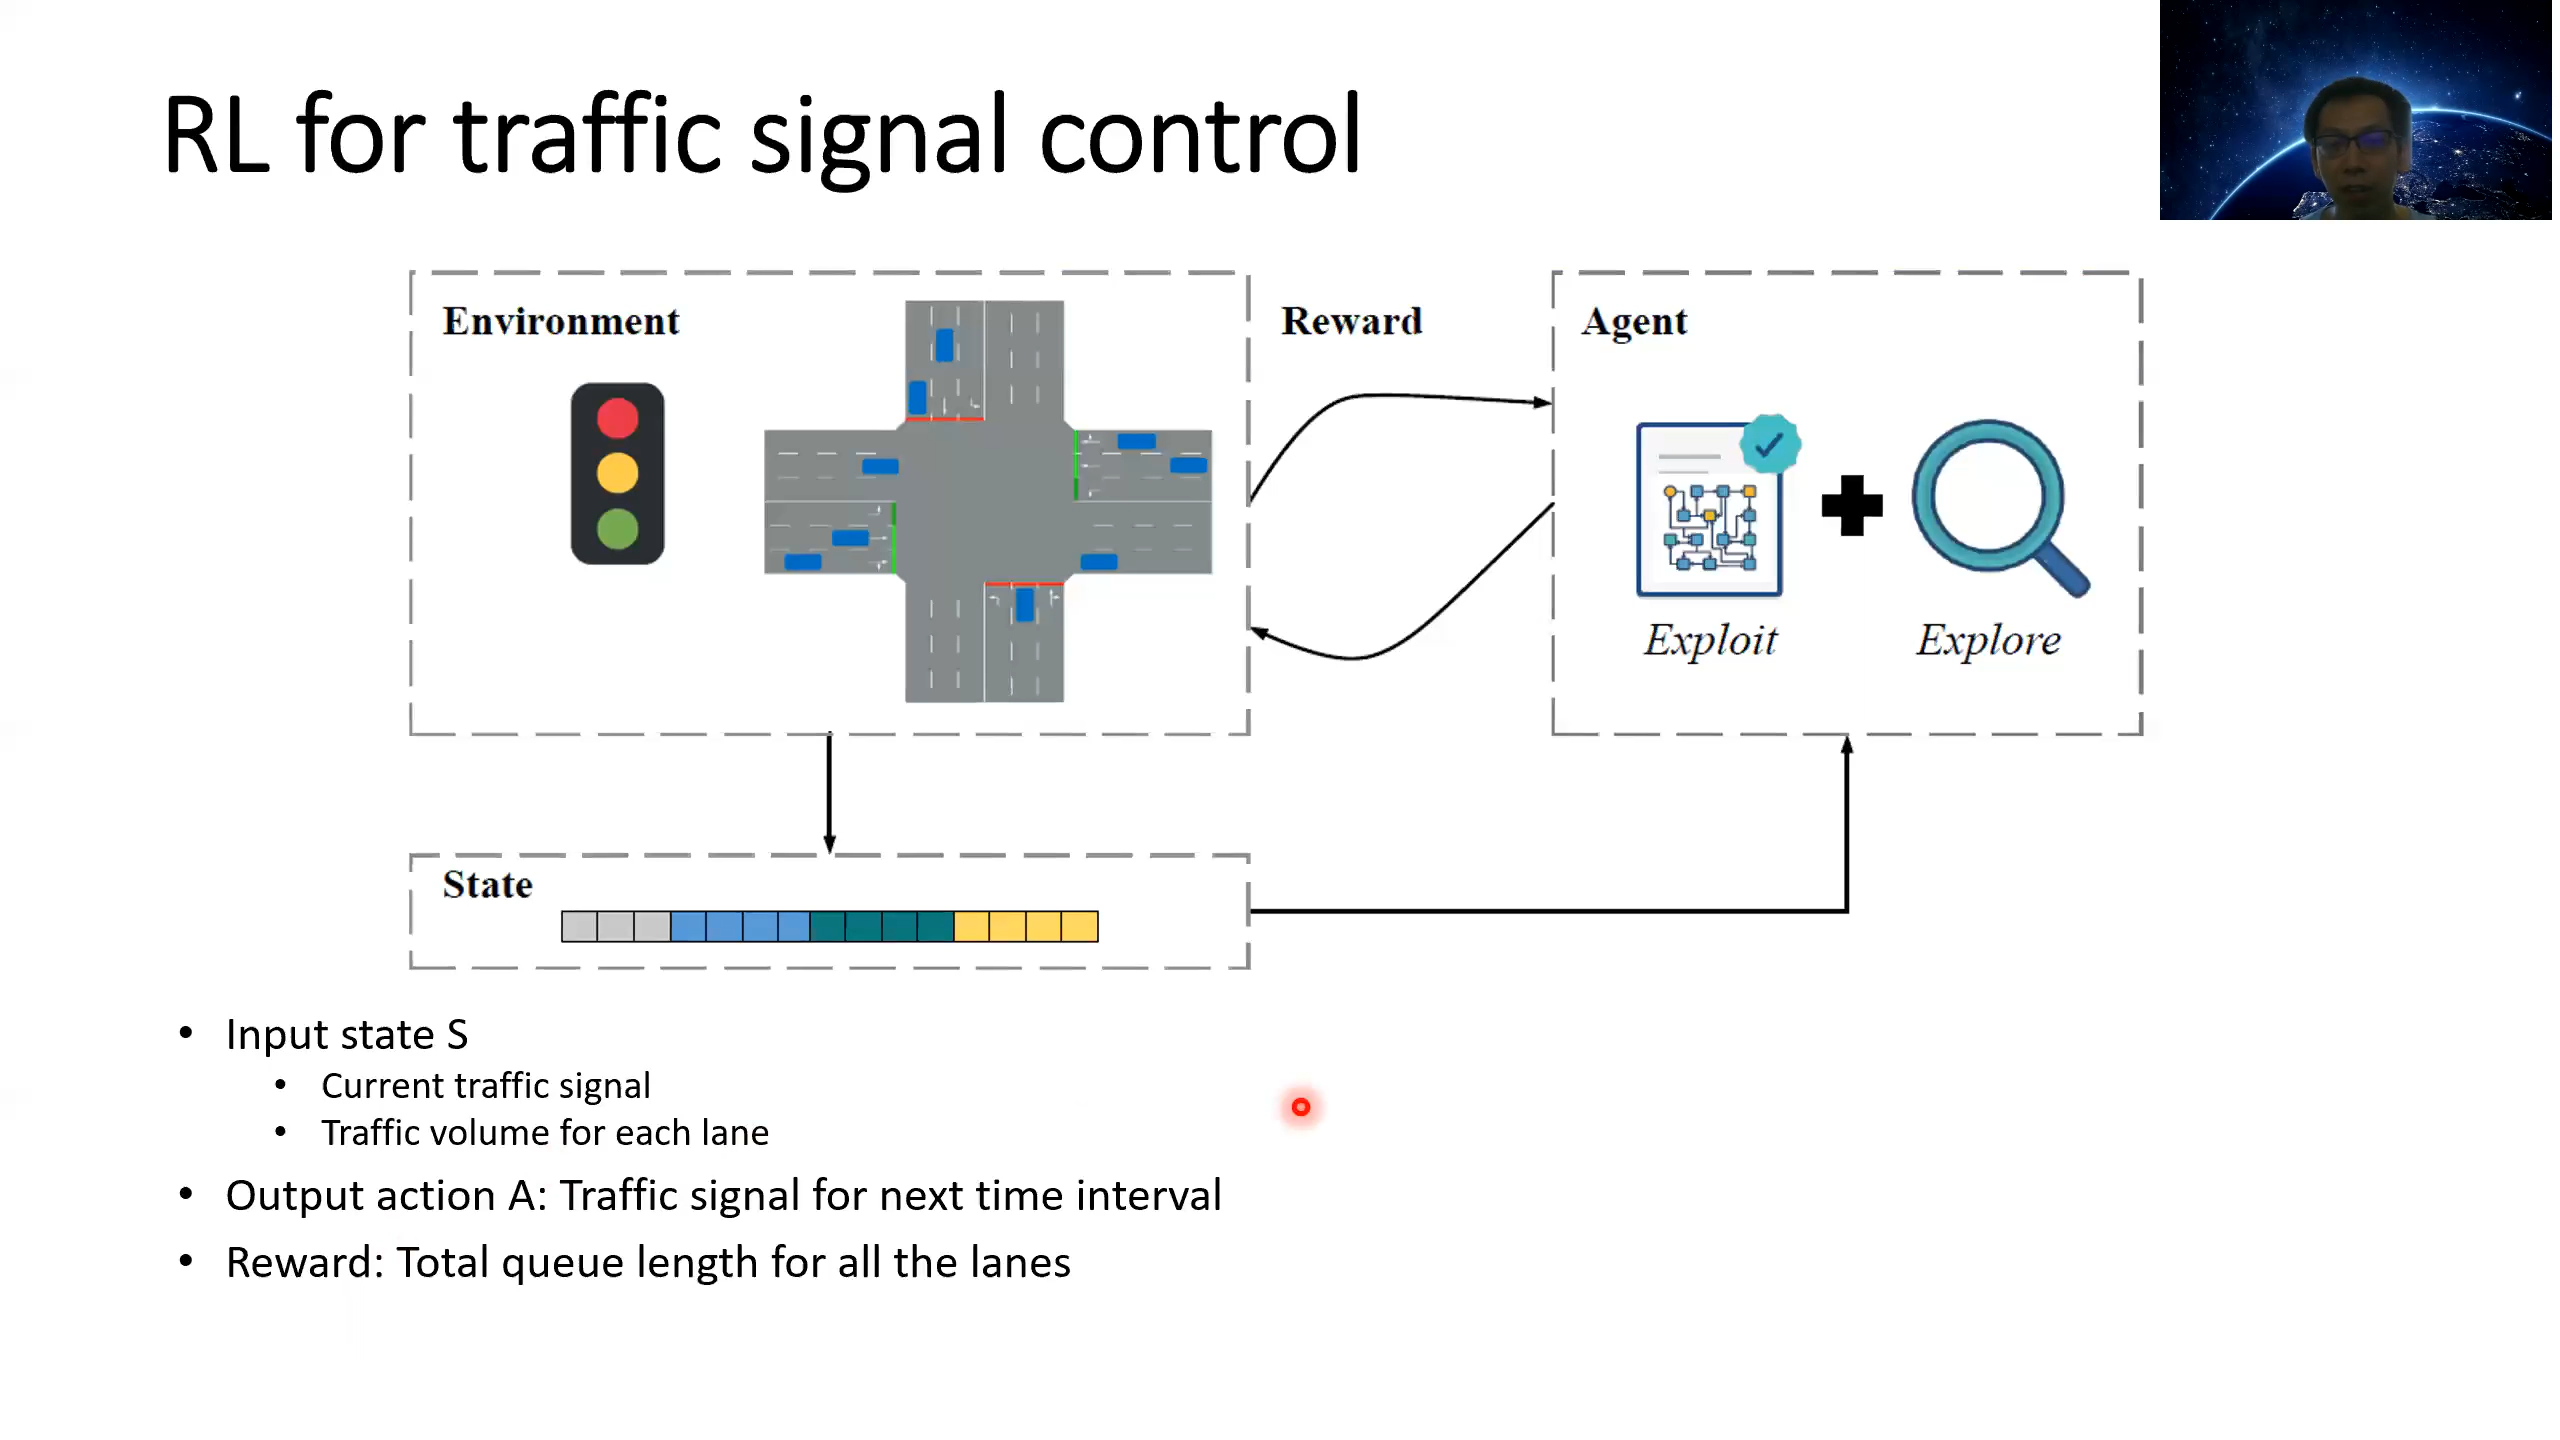 RL for traffic signal control
Environment
Reward
Agent
Exploit
Explore
State
• Input state S
• Current traffic signal
• Traffic volume for each lane
• Output action A: Traffic signal for next time interval
• Reward: Total queue length for all the lanes